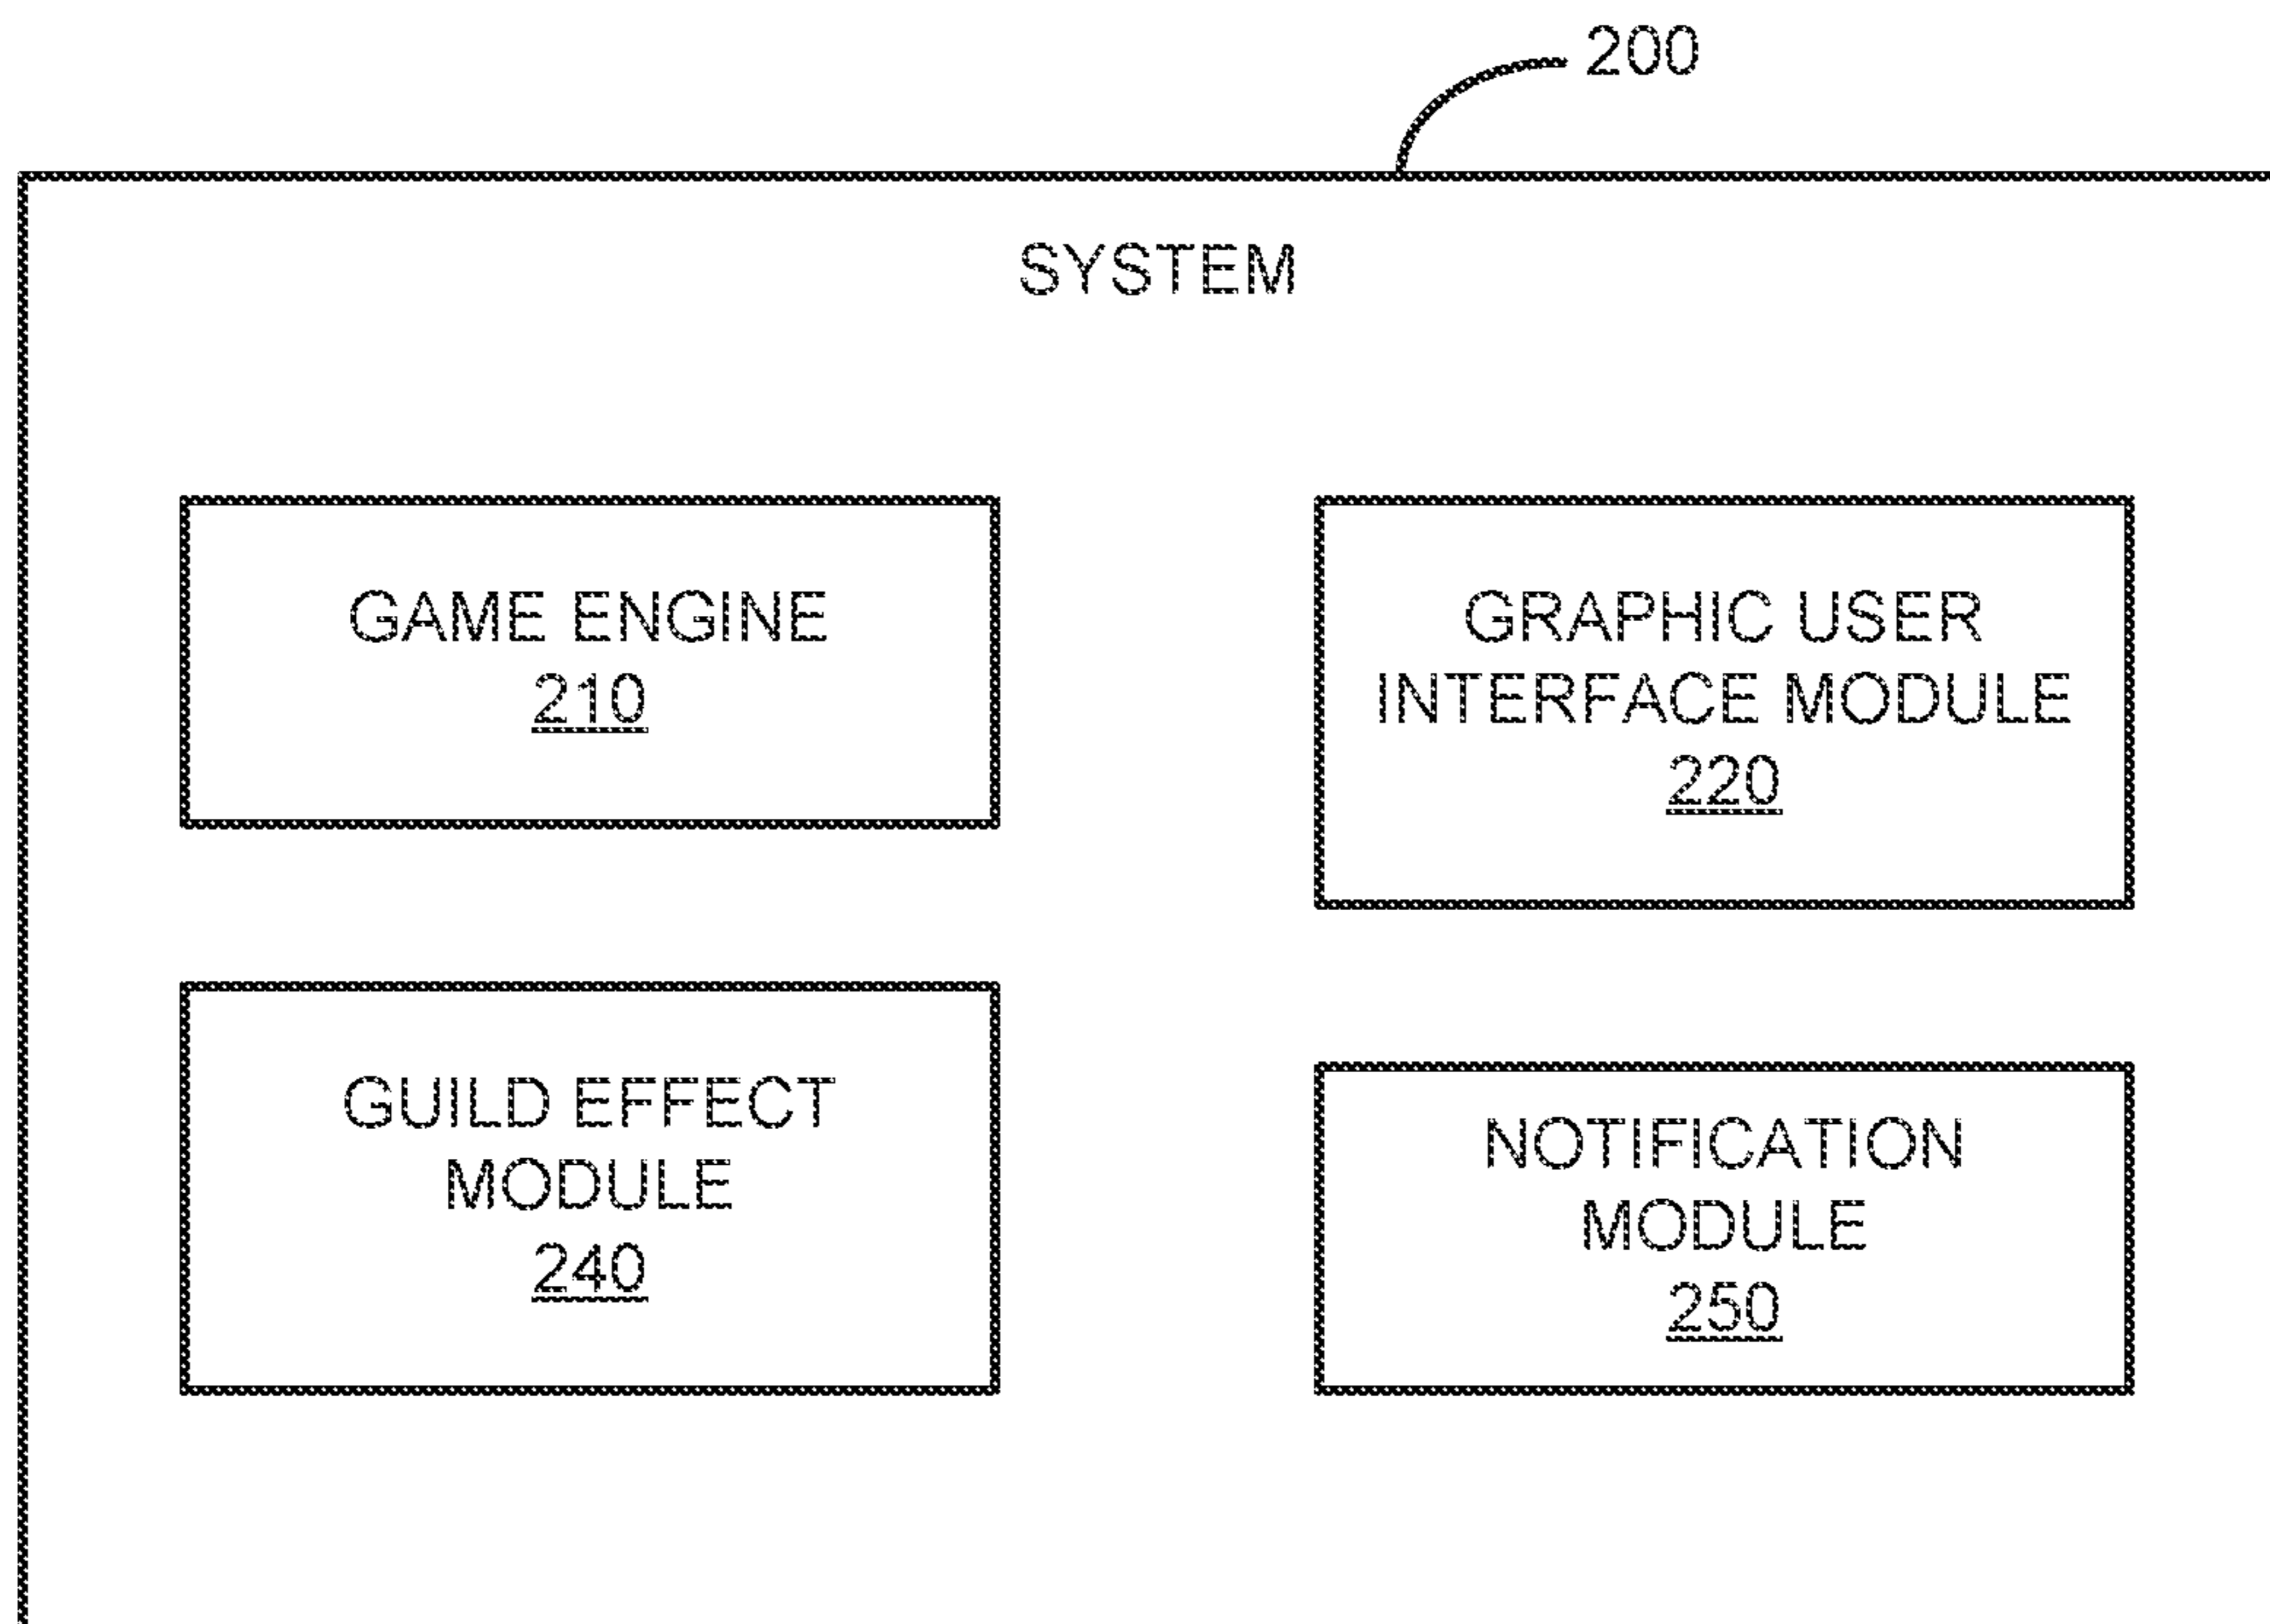 200
SYSTEM
GAME ENGINE
210
GRAPHIC USER
INTERFACE MODULE
220
GUILD EFFECT
MODULE
240
NOTIFICATION
MODULE
250